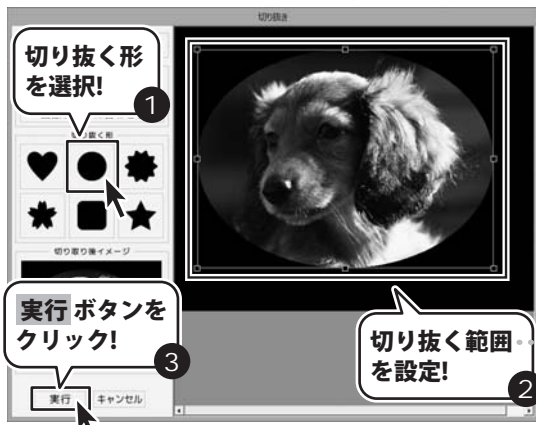 切り抜き
切り抜く形
を選択!
1
切り抜く形
切り取り後イメージ
実行 ボタンを
クリック!
3
切り抜く範囲
を設定!
2
実行
キャンセル